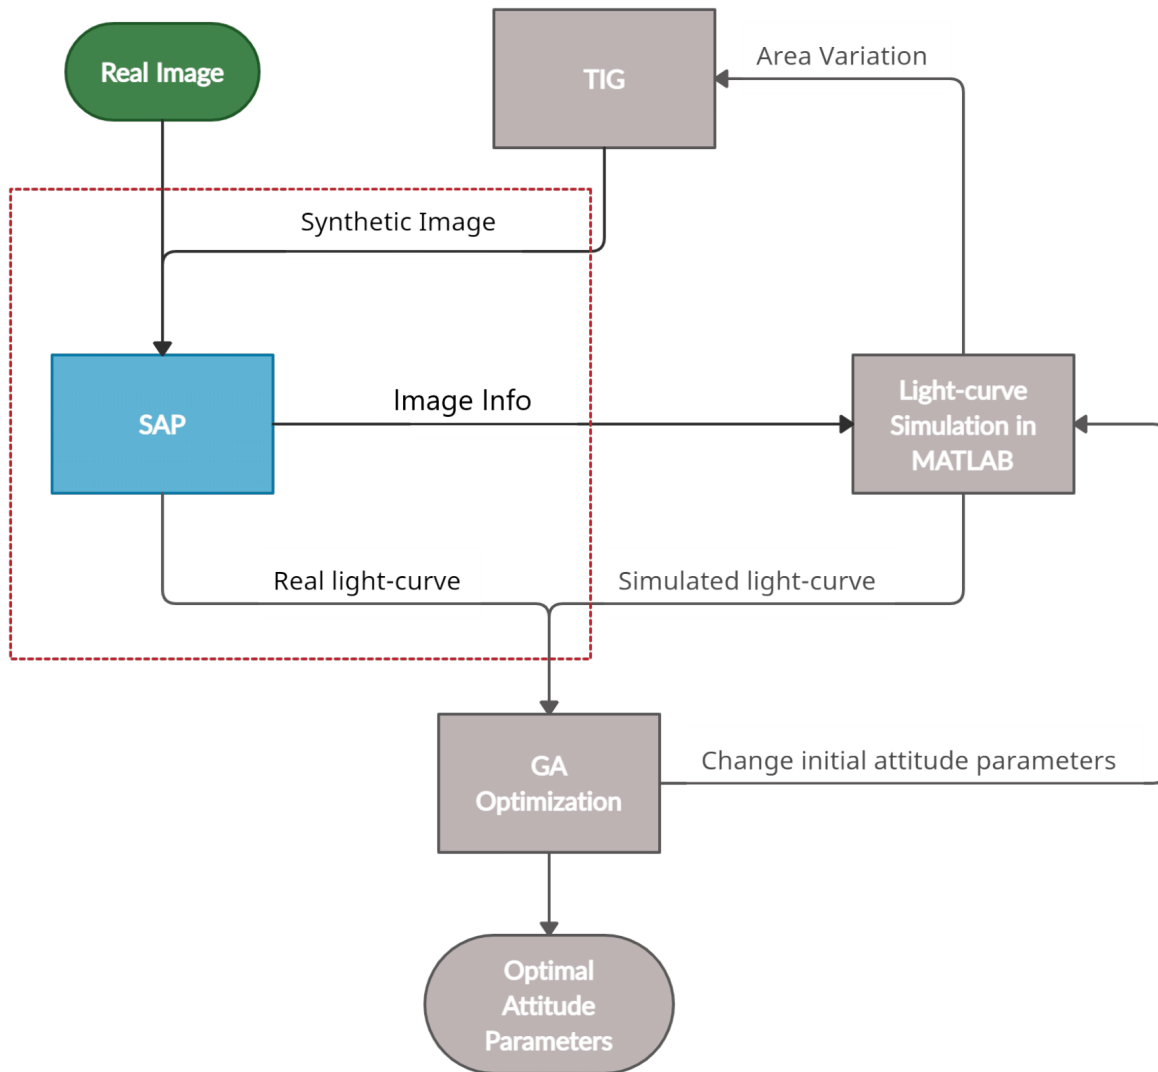 Real Image
TIG
Area Variation
Synthetic Image
SAP
Image Info
Light-curve
Simulation in
MATLAB
Real light-curve
Simulated light-curve
GA
Optimization
Change initial attitude parameters
Optimal
Attitude
Parameters